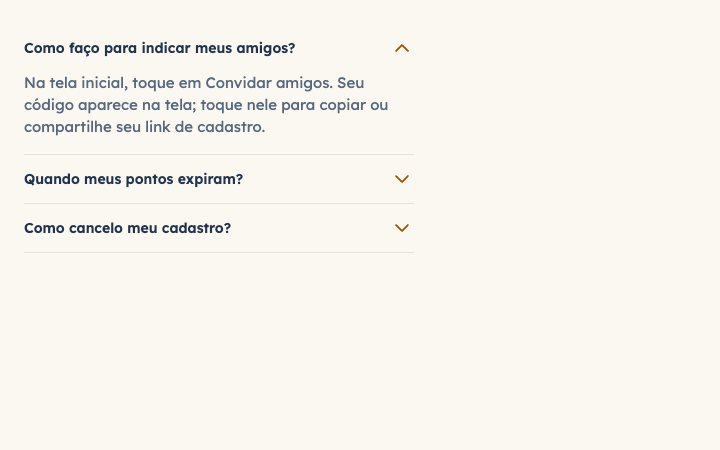 Como faço para indicar meus amigos?
Na tela inicial, toque em Convidar amigos. Seu
código aparece na tela; toque nele para copiar ou
compartilhe seu link de cadastro.
Quando meus pontos expiram?
Como cancelo meu cadastro?